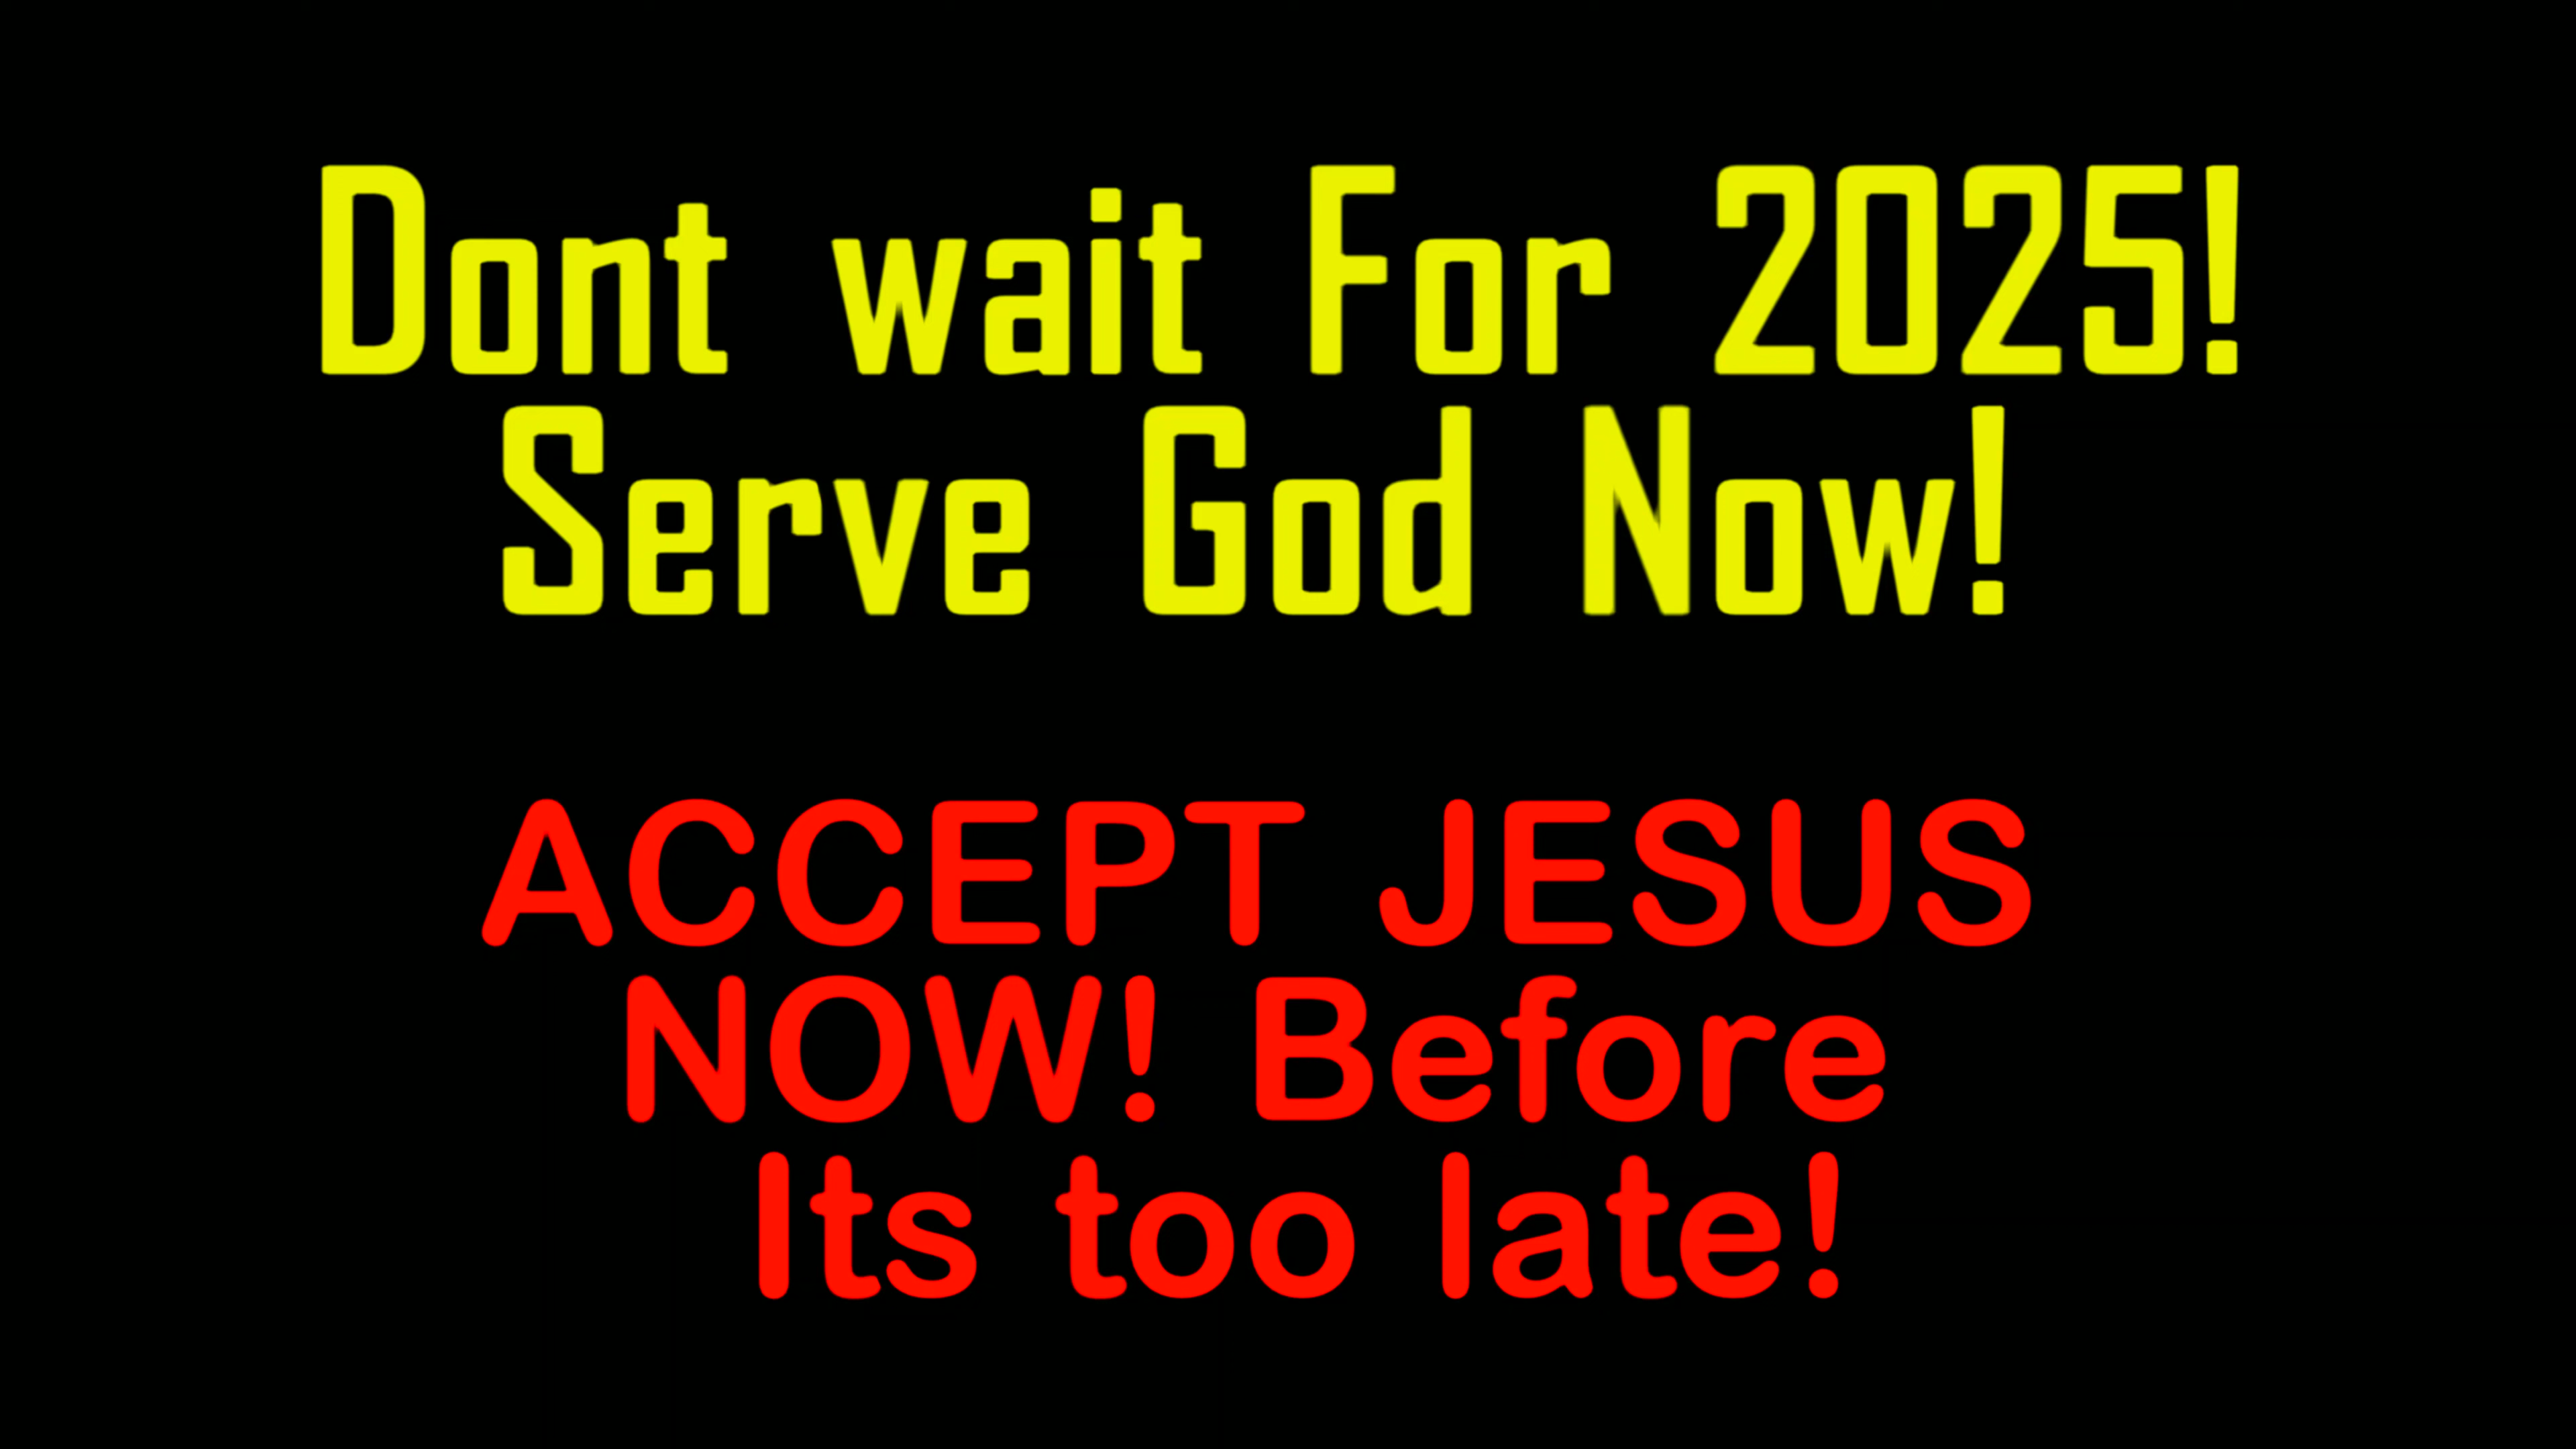 Dont wait For 2025!
Serve God Now!
ACCEPT JESUS
NOW! Before
Its too late!